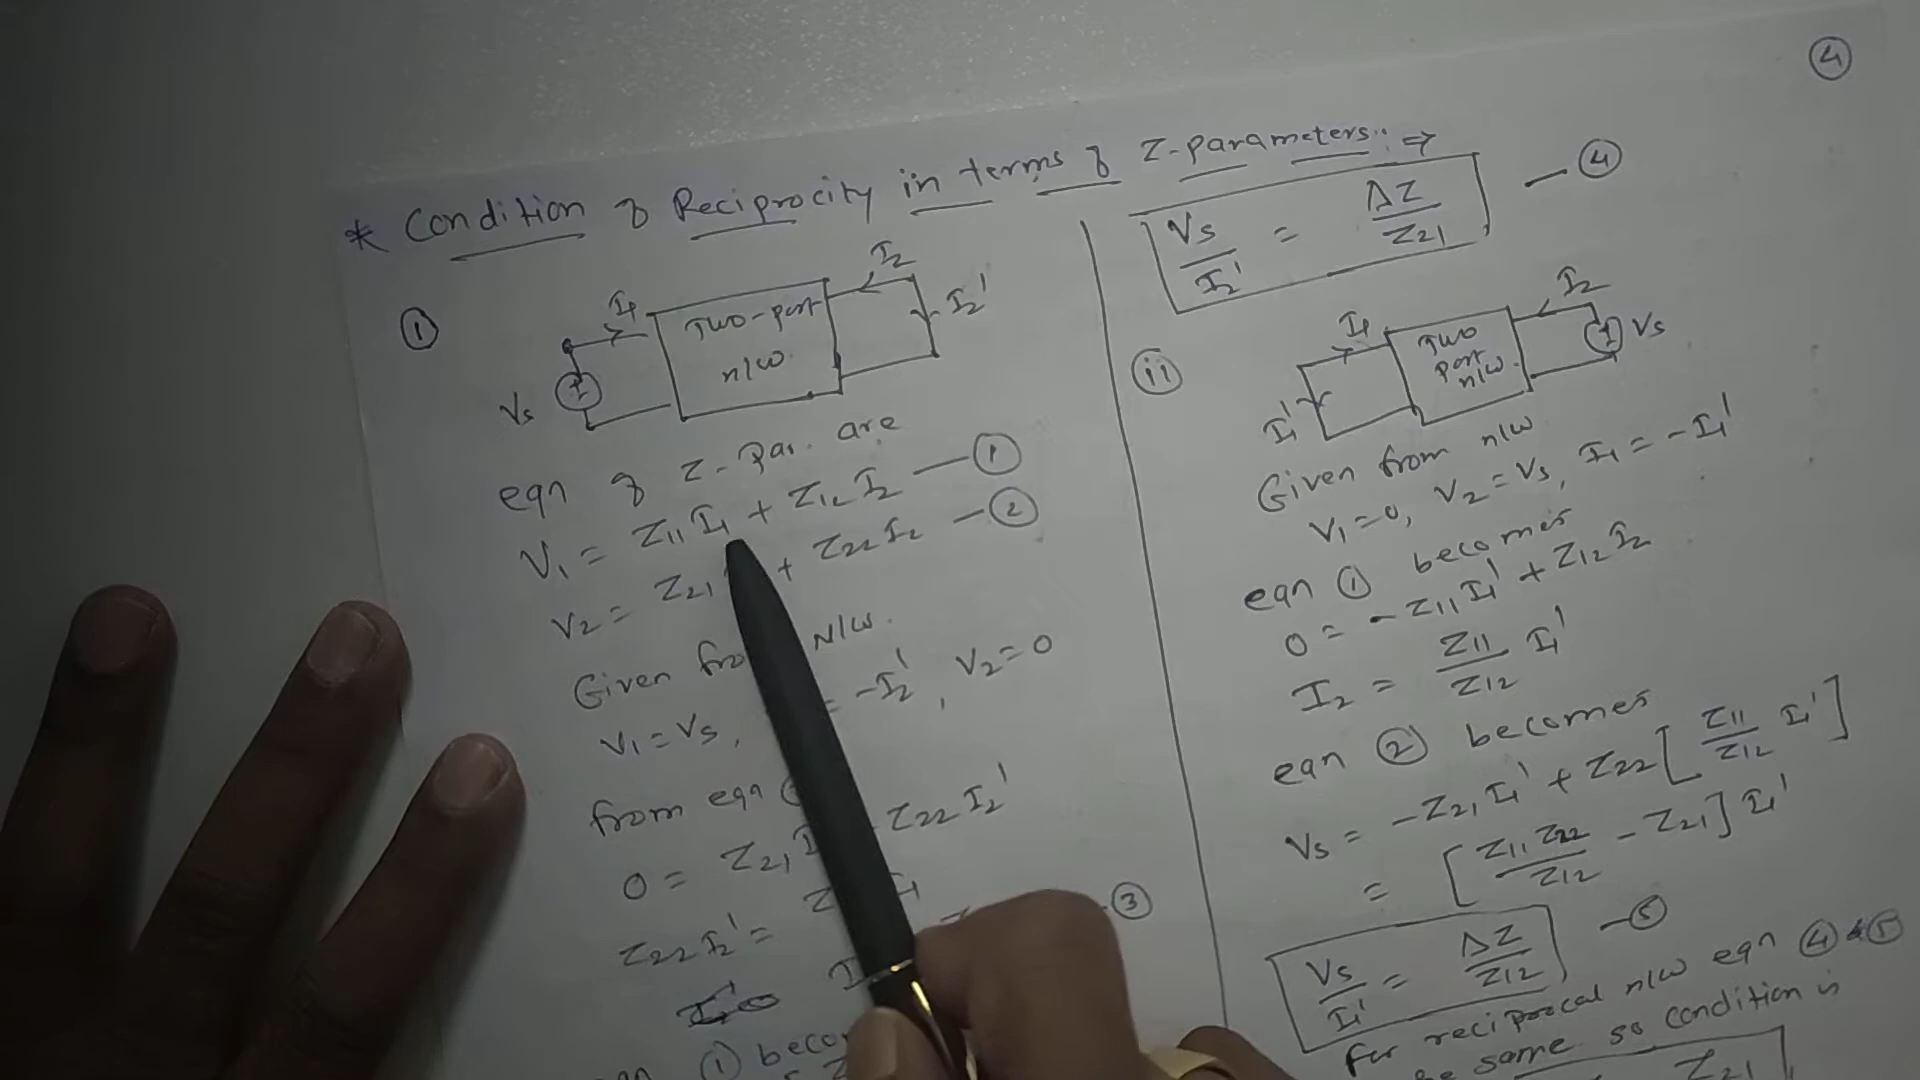 ④
* Condition of Reciprocity in terms of Z-parameters:⇒
①
I1
Two-port
n/w.
I2
I2'
Vs
eqn of Z-par. are
V1 = Z11 I1 + Z12 I2 —①
V2 = Z21 + Z22 I2 —②
Given N/W.
V1 = Vs, = -I2', V2 = 0
from eqn
0 = Z21 Z22 I2'
Z22 I2' =
③
① beco
Vs/I2' = ΔZ/Z21 —④
ii
I1
Two
port
n/w.
I2
Vs
I1'
Given from n/w
V1=0, V2=Vs, I1 = -I1'
eqn ① becomes
0 = -Z11 I1' + Z12 I2
I2 = Z11/Z12 I1'
eqn ② becomes
Vs = -Z21 I1' + Z22 [Z11/Z12 I1']
= [Z11 Z22/Z12 - Z21] I1'
Vs/I1' = ΔZ/Z12 —⑤
for reciprocal n/w eqn ④ & ⑤
same so condition is
Z21